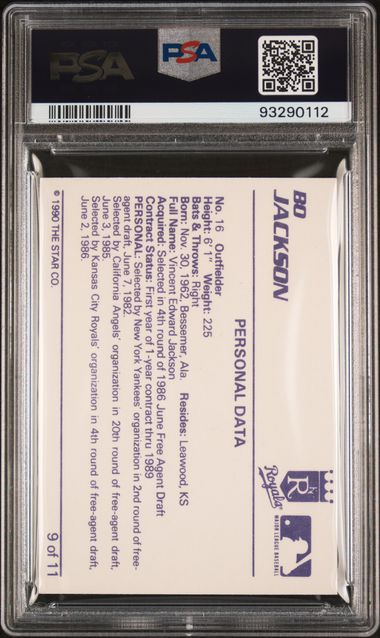 PSA
PSA
93290112
BO
JACKSON
Royals
MAJOR LEAGUE BASEBALL
PERSONAL DATA
No. 16 Outfielder
Height: 6' 1" Weight: 225
Bats & Throws: Right
Born: Nov. 30, 1962, Bessemer, Ala Resides: Leawood, KS
Full Name: Vincent Edward Jackson
Acquired: Selected in 4th round of 1986 June Free Agent Draft
Contract Status: First year of 1-year contract thru 1989
PERSONAL: Selected by New York Yankees' organization in 2nd round of free-
agent draft, June 7, 1982.
Selected by California Angels' organization in 20th round of free-agent draft,
June 3, 1985.
Selected by Kansas City Royals' organization in 4th round of free-agent draft,
June 2, 1986.
© 1990 THE STAR CO.
9 of 11